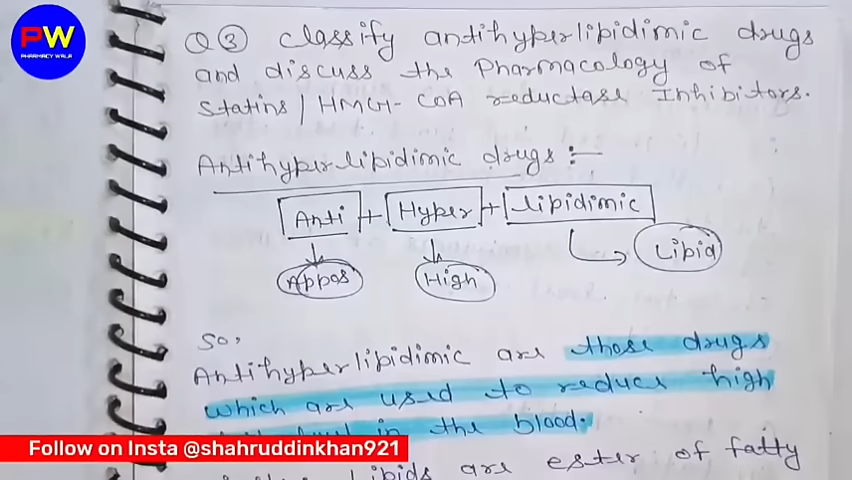 PW
PHARMACY WALA
Q ③ Classify antihyperlipidimic drugs
and discuss the Pharmacology of
Statins / HMG-CoA reductase Inhibitors.
Antihyperlipidimic drugs :-
Anti + Hyper + lipidimic
Appos High Lipid
So,
Antihyperlipidimic are those drugs
which are used to reduce high
in the blood.
Lipids are ester of fatty
Follow on Insta @shahruddinkhan921